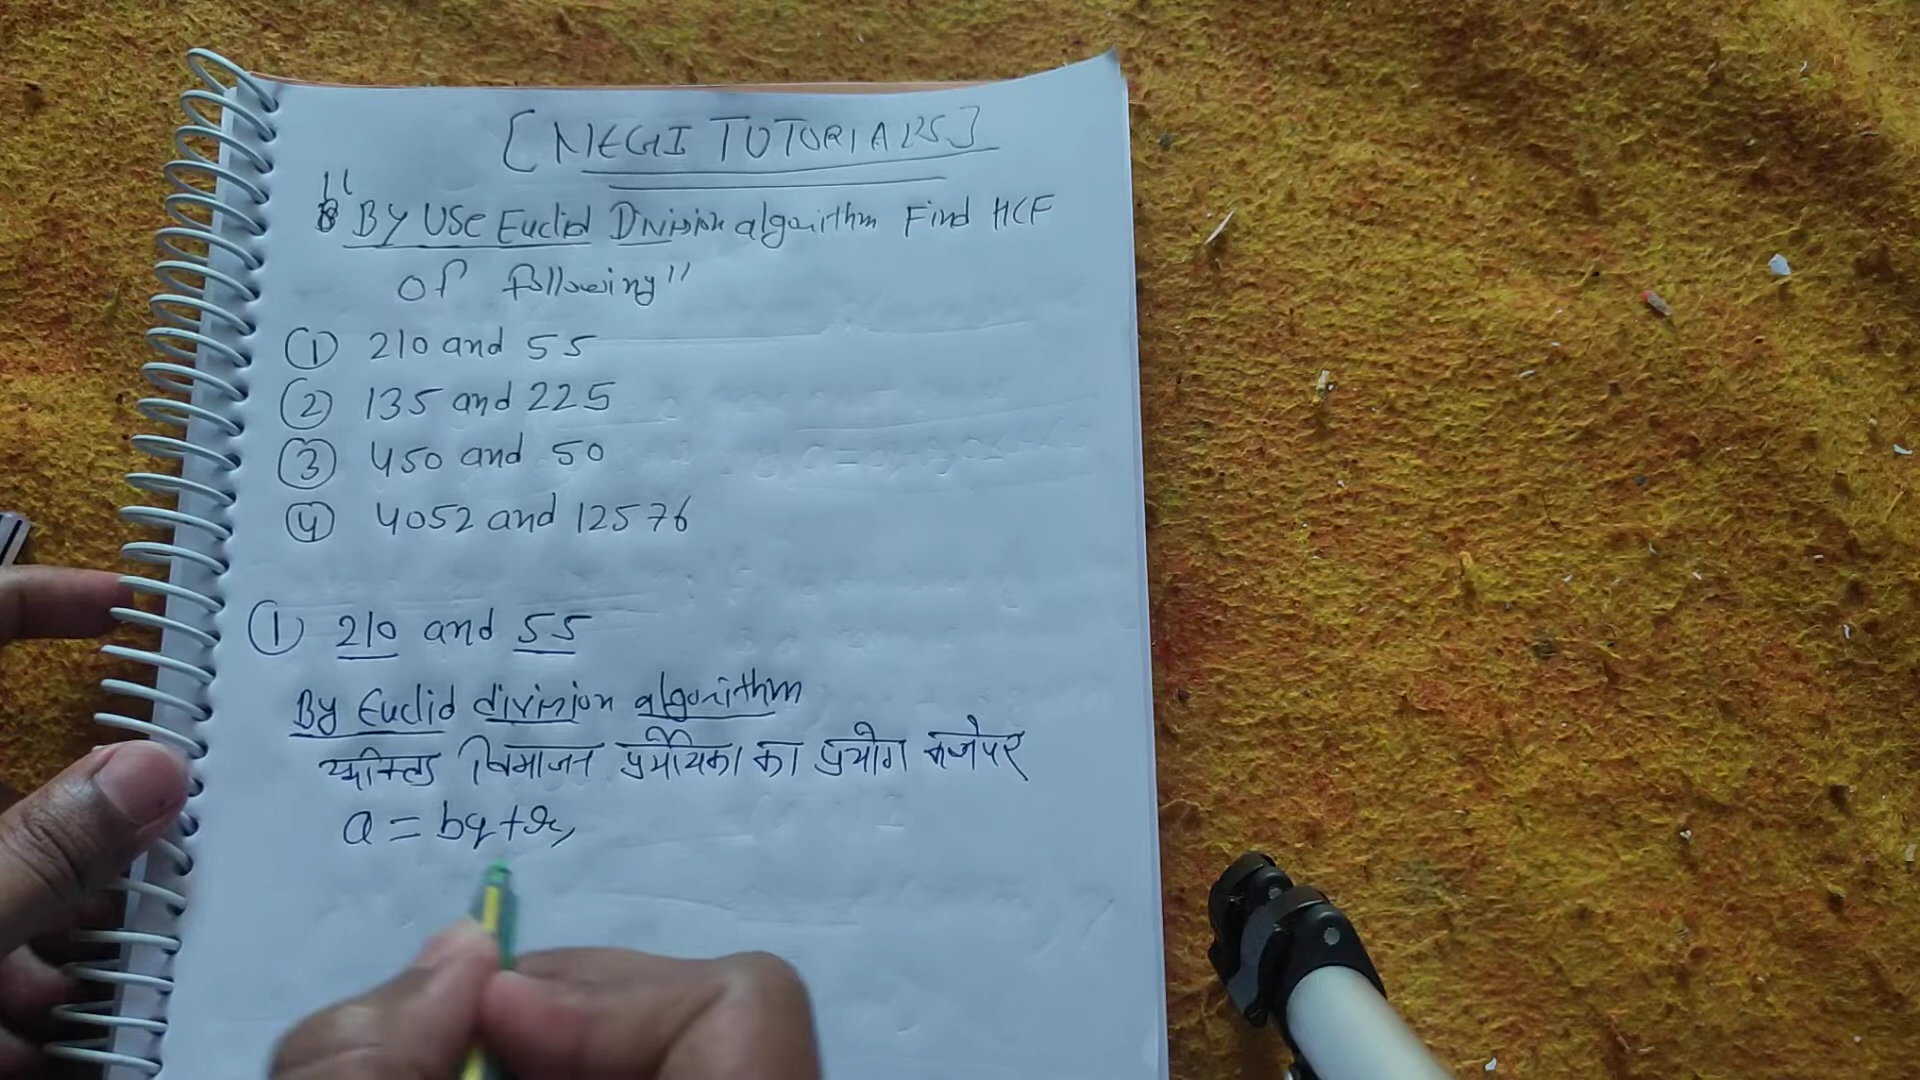 [NEGI TUTORIALS]
" BY USE Euclid Division algorithm Find HCF
of following"
① 210 and 55
② 135 and 225
③ 450 and 50
④ 4052 and 12576
① 210 and 55
By Euclid division algorithm
विभाजन प्रमेयिका का प्रयोग
a = bq+r,